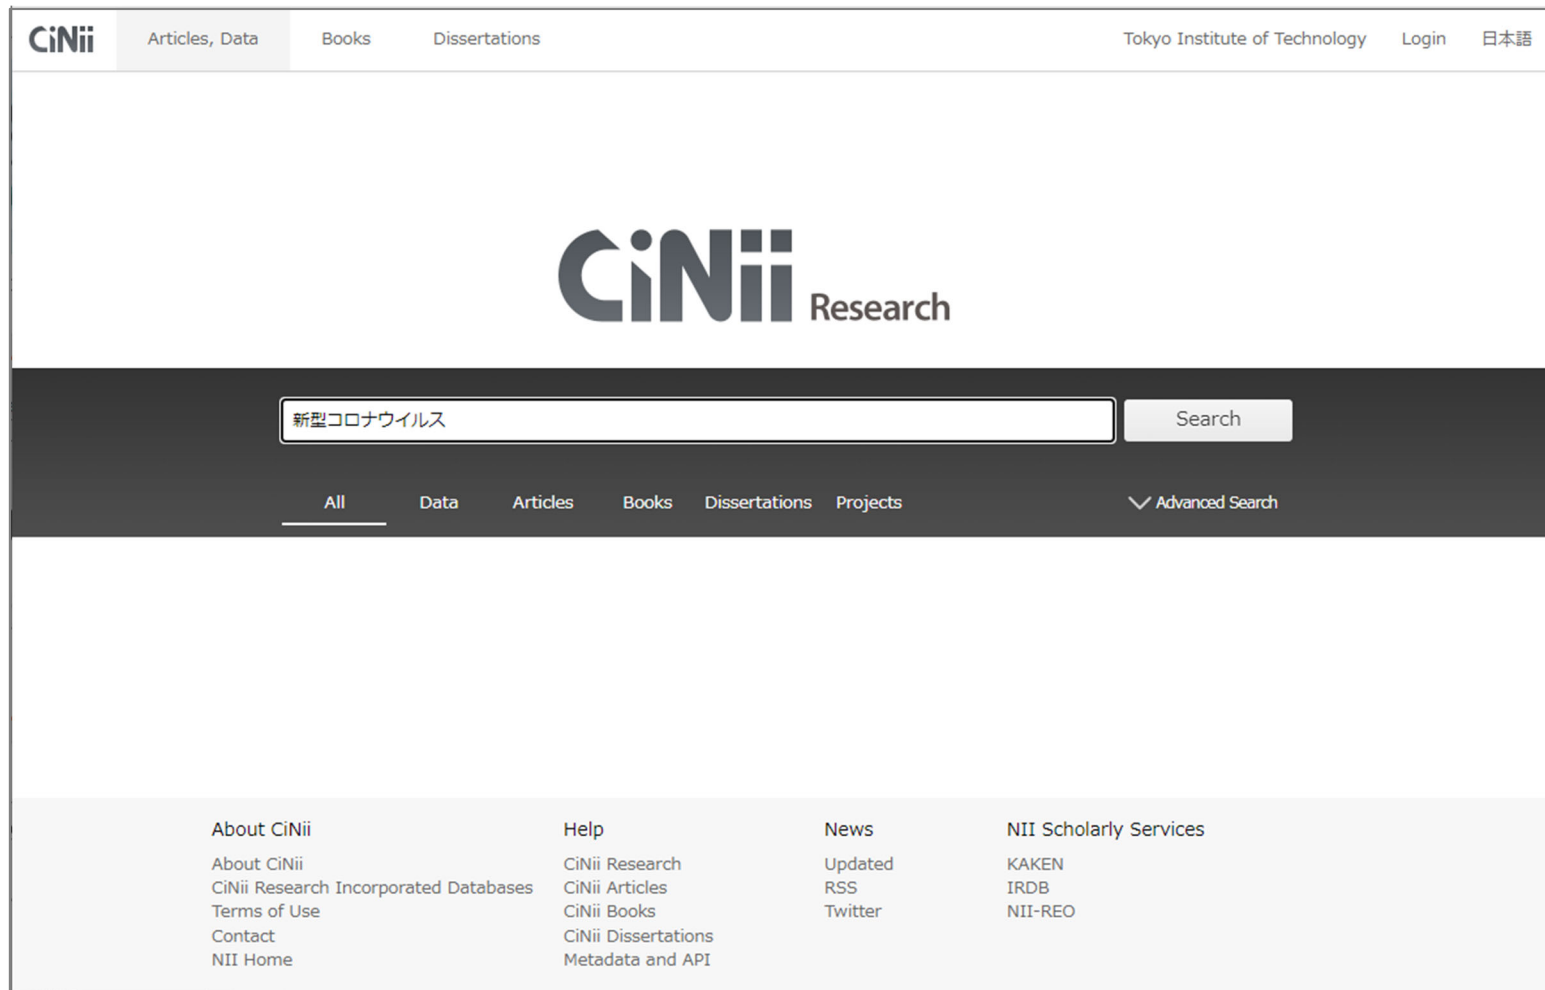 CiNii Articles, Data Books Dissertations Tokyo Institute of Technology Login 日本語
CiNii Research
新型コロナウイルス Search
All Data Articles Books Dissertations Projects Advanced Search
About CiNii
About CiNii
CiNii Research Incorporated Databases
Terms of Use
Contact
NII Home
Help
CiNii Research
CiNii Articles
CiNii Books
CiNii Dissertations
Metadata and API
News
Updated
RSS
Twitter
NII Scholarly Services
KAKEN
IRDB
NII-REO